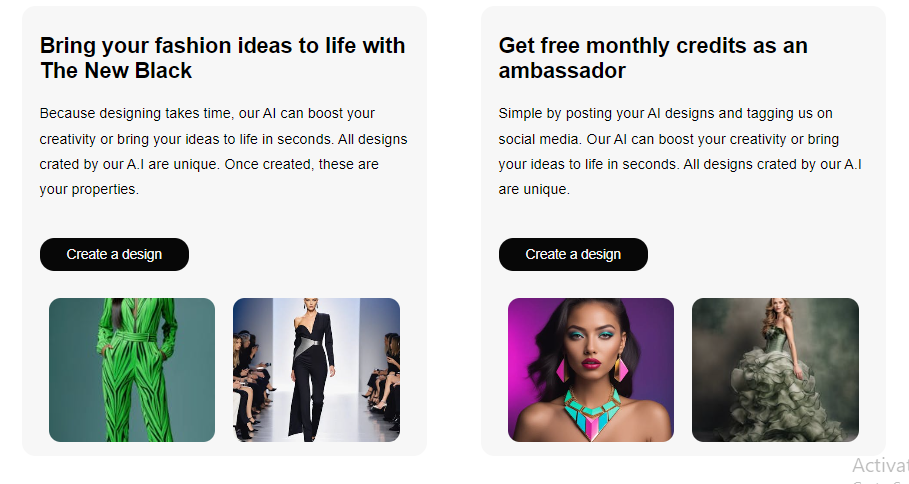 Bring your fashion ideas to life with
The New Black
Because designing takes time, our AI can boost your
creativity or bring your ideas to life in seconds. All designs
crated by our A.I are unique. Once created, these are
your properties.
Create a design
Get free monthly credits as an
ambassador
Simple by posting your AI designs and tagging us on
social media. Our AI can boost your creativity or bring
your ideas to life in seconds. All designs crated by our A.I
are unique.
Create a design
Activat